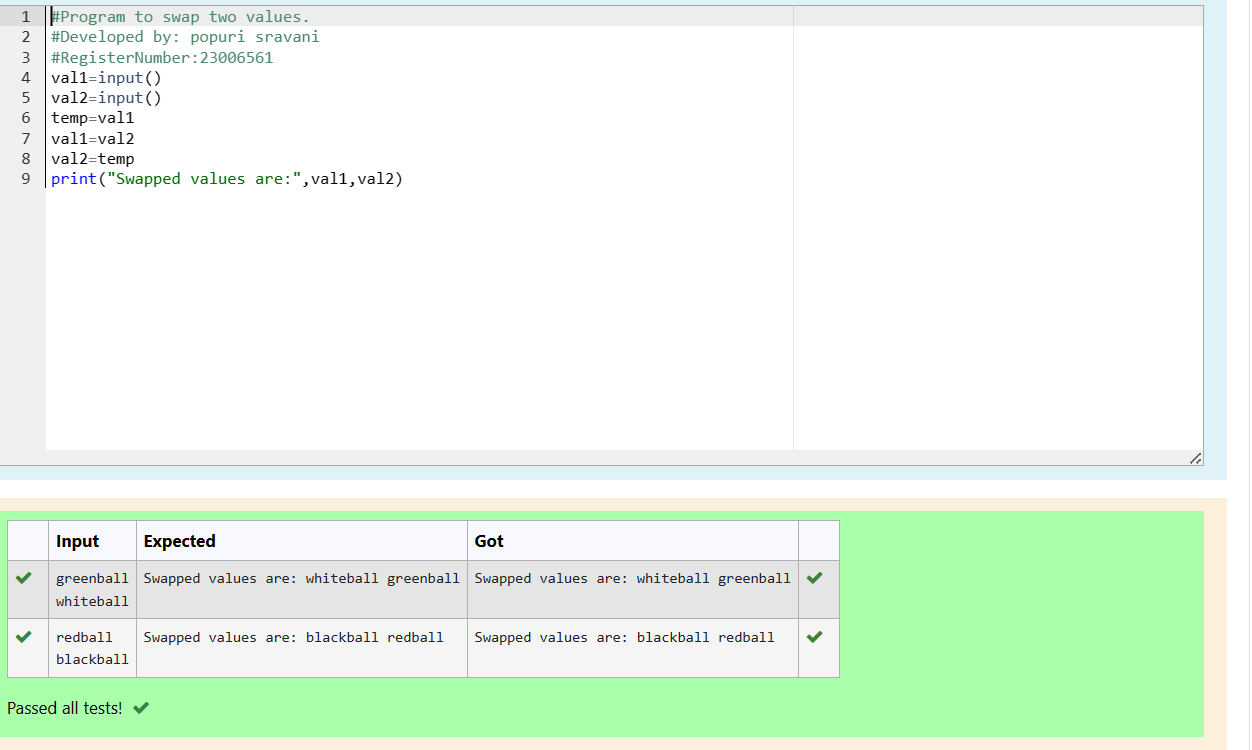 1 #Program to swap two values.
2 #Developed by: popuri sravani
3 #RegisterNumber:23006561
4 val1=input()
5 val2=input()
6 temp=val1
7 val1=val2
8 val2=temp
9 print("Swapped values are:",val1,val2)
Input Expected Got
greenball Swapped values are: whiteball greenball Swapped values are: whiteball greenball
whiteball
redball Swapped values are: blackball redball Swapped values are: blackball redball
blackball
Passed all tests!